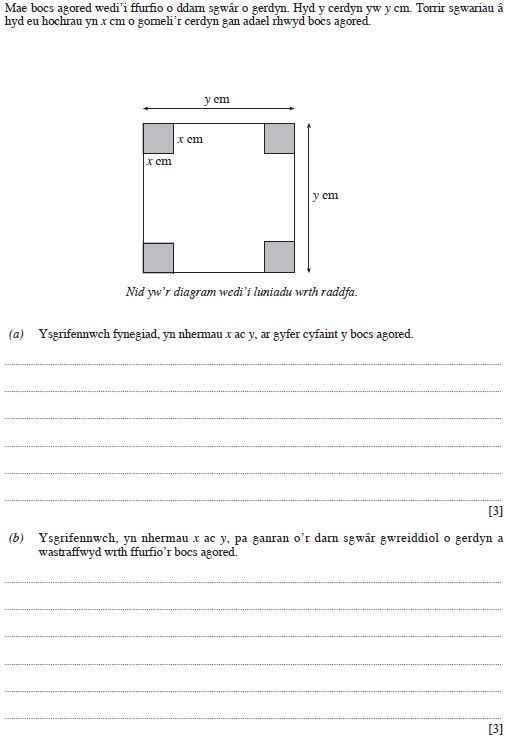 Mae bocs agored wedi'i ffurfio o ddarn sgwâr o gerdyn. Hyd y cerdyn yw y cm. Torrir sgwariau â
hyd eu hochrau yn x cm o gorneli'r cerdyn gan adael rhwyd bocs agored.
y cm
x cm
x cm
y cm
Nid yw'r diagram wedi'i luniadu wrth raddfa.
(a) Ysgrifennwch fynegiad, yn nhermau x ac y, ar gyfer cyfaint y bocs agored.
[3]
(b) Ysgrifennwch, yn nhermau x ac y, pa ganran o'r darn sgwâr gwreiddiol o gerdyn a
wastraffwyd wrth ffurfio'r bocs agored.
[3]